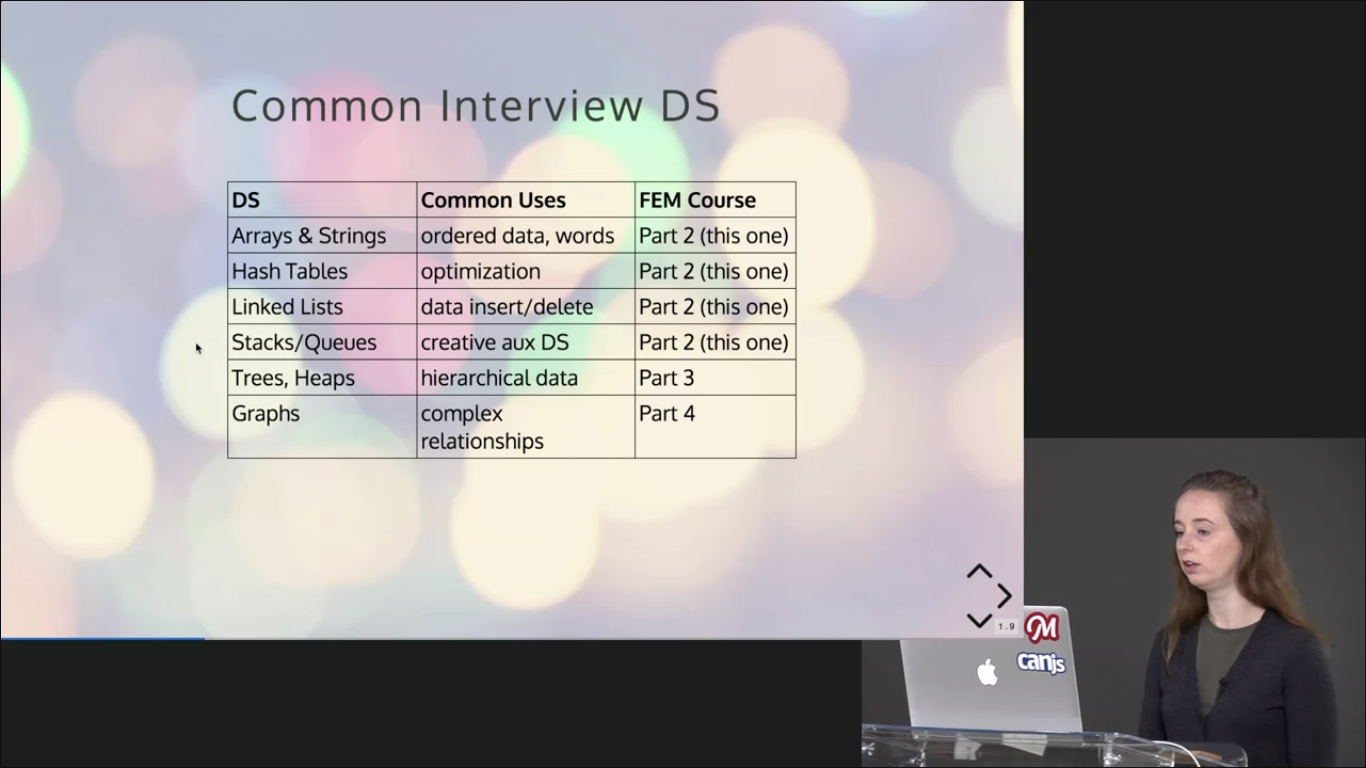 Common Interview DS
DS Common Uses FEM Course
Arrays & Strings ordered data, words Part 2 (this one)
Hash Tables optimization Part 2 (this one)
Linked Lists data insert/delete Part 2 (this one)
Stacks/Queues creative aux DS Part 2 (this one)
Trees, Heaps hierarchical data Part 3
Graphs complex Part 4
relationships
1.9
M
canjs